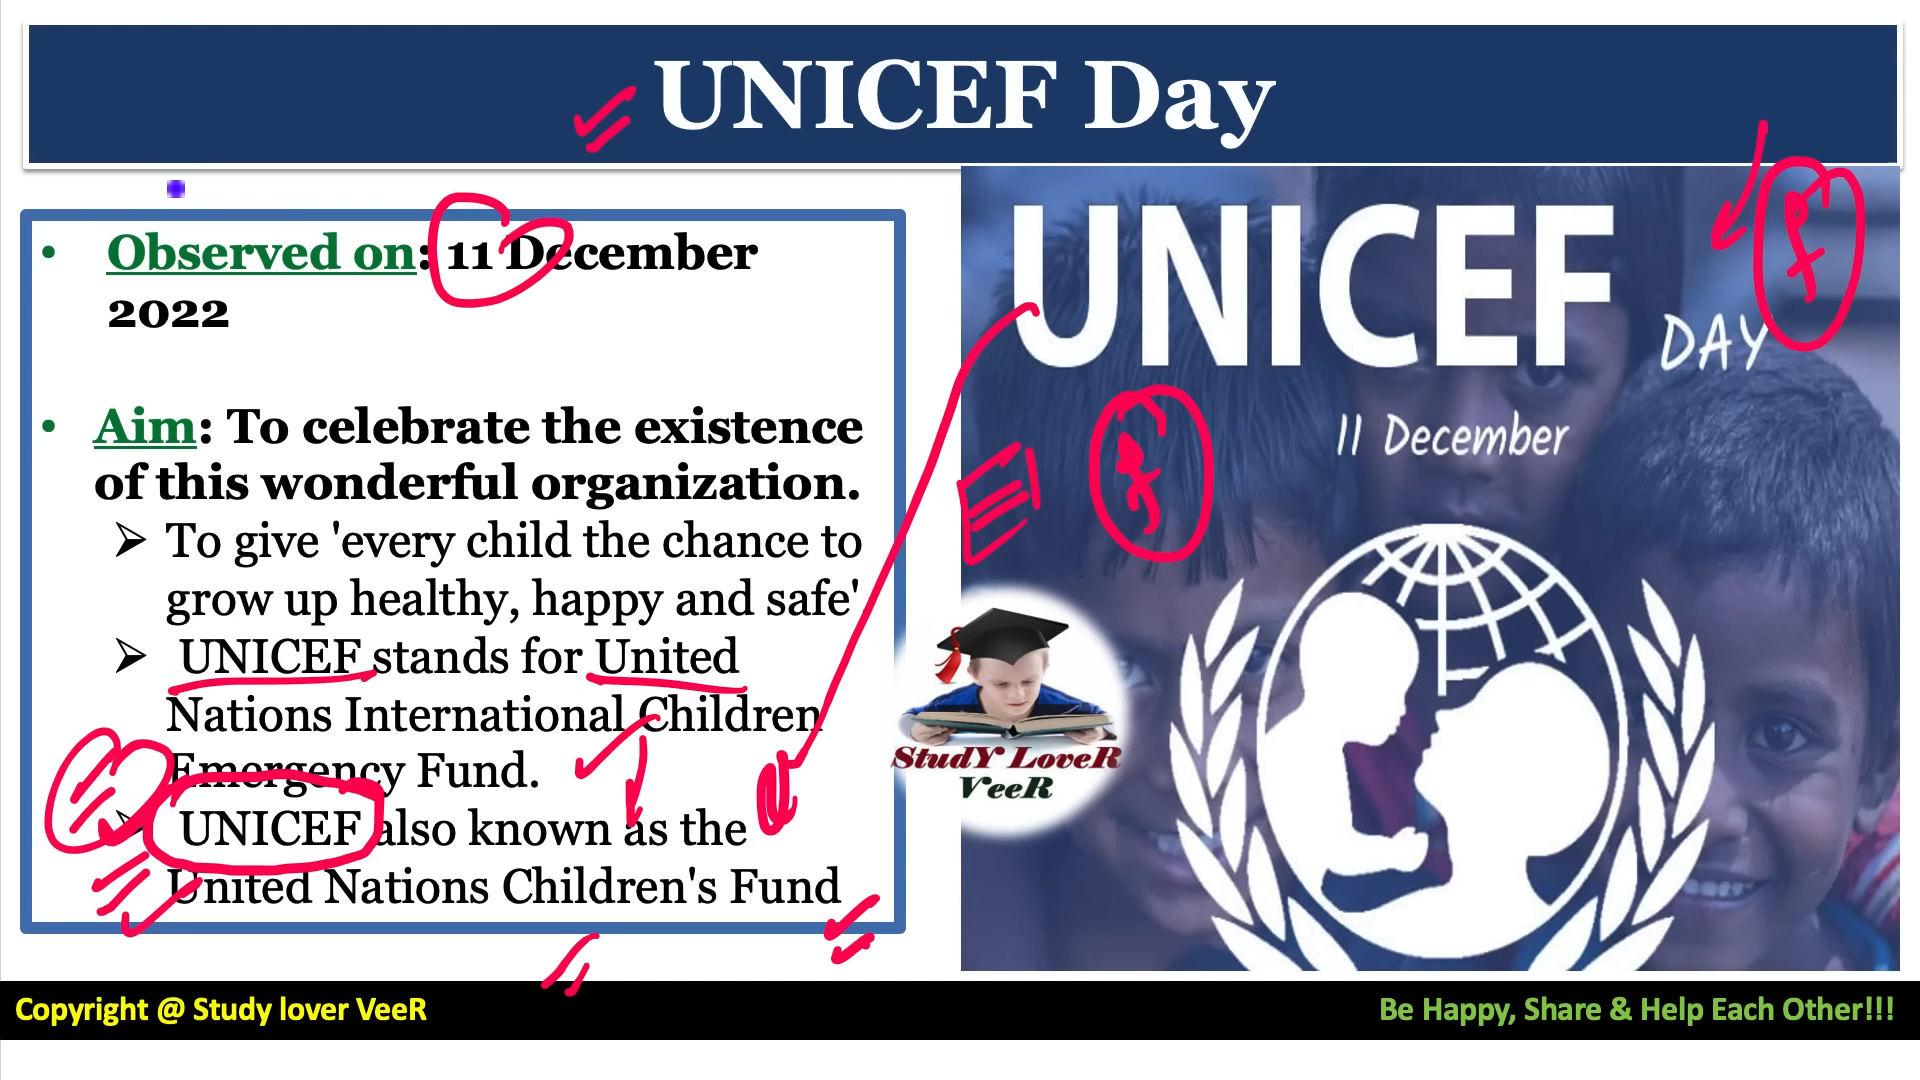 UNICEF Day
• Observed on: 11 December
2022
• Aim: To celebrate the existence
of this wonderful organization.
➢ To give 'every child the chance to
grow up healthy, happy and safe'
➢ UNICEF stands for United
Nations International Children
Emergency Fund.
➢ UNICEF also known as the
United Nations Children's Fund
UNICEF
DAY
11 December
StudY LoveR
VeeR
Copyright @ Study lover VeeR
Be Happy, Share & Help Each Other!!!